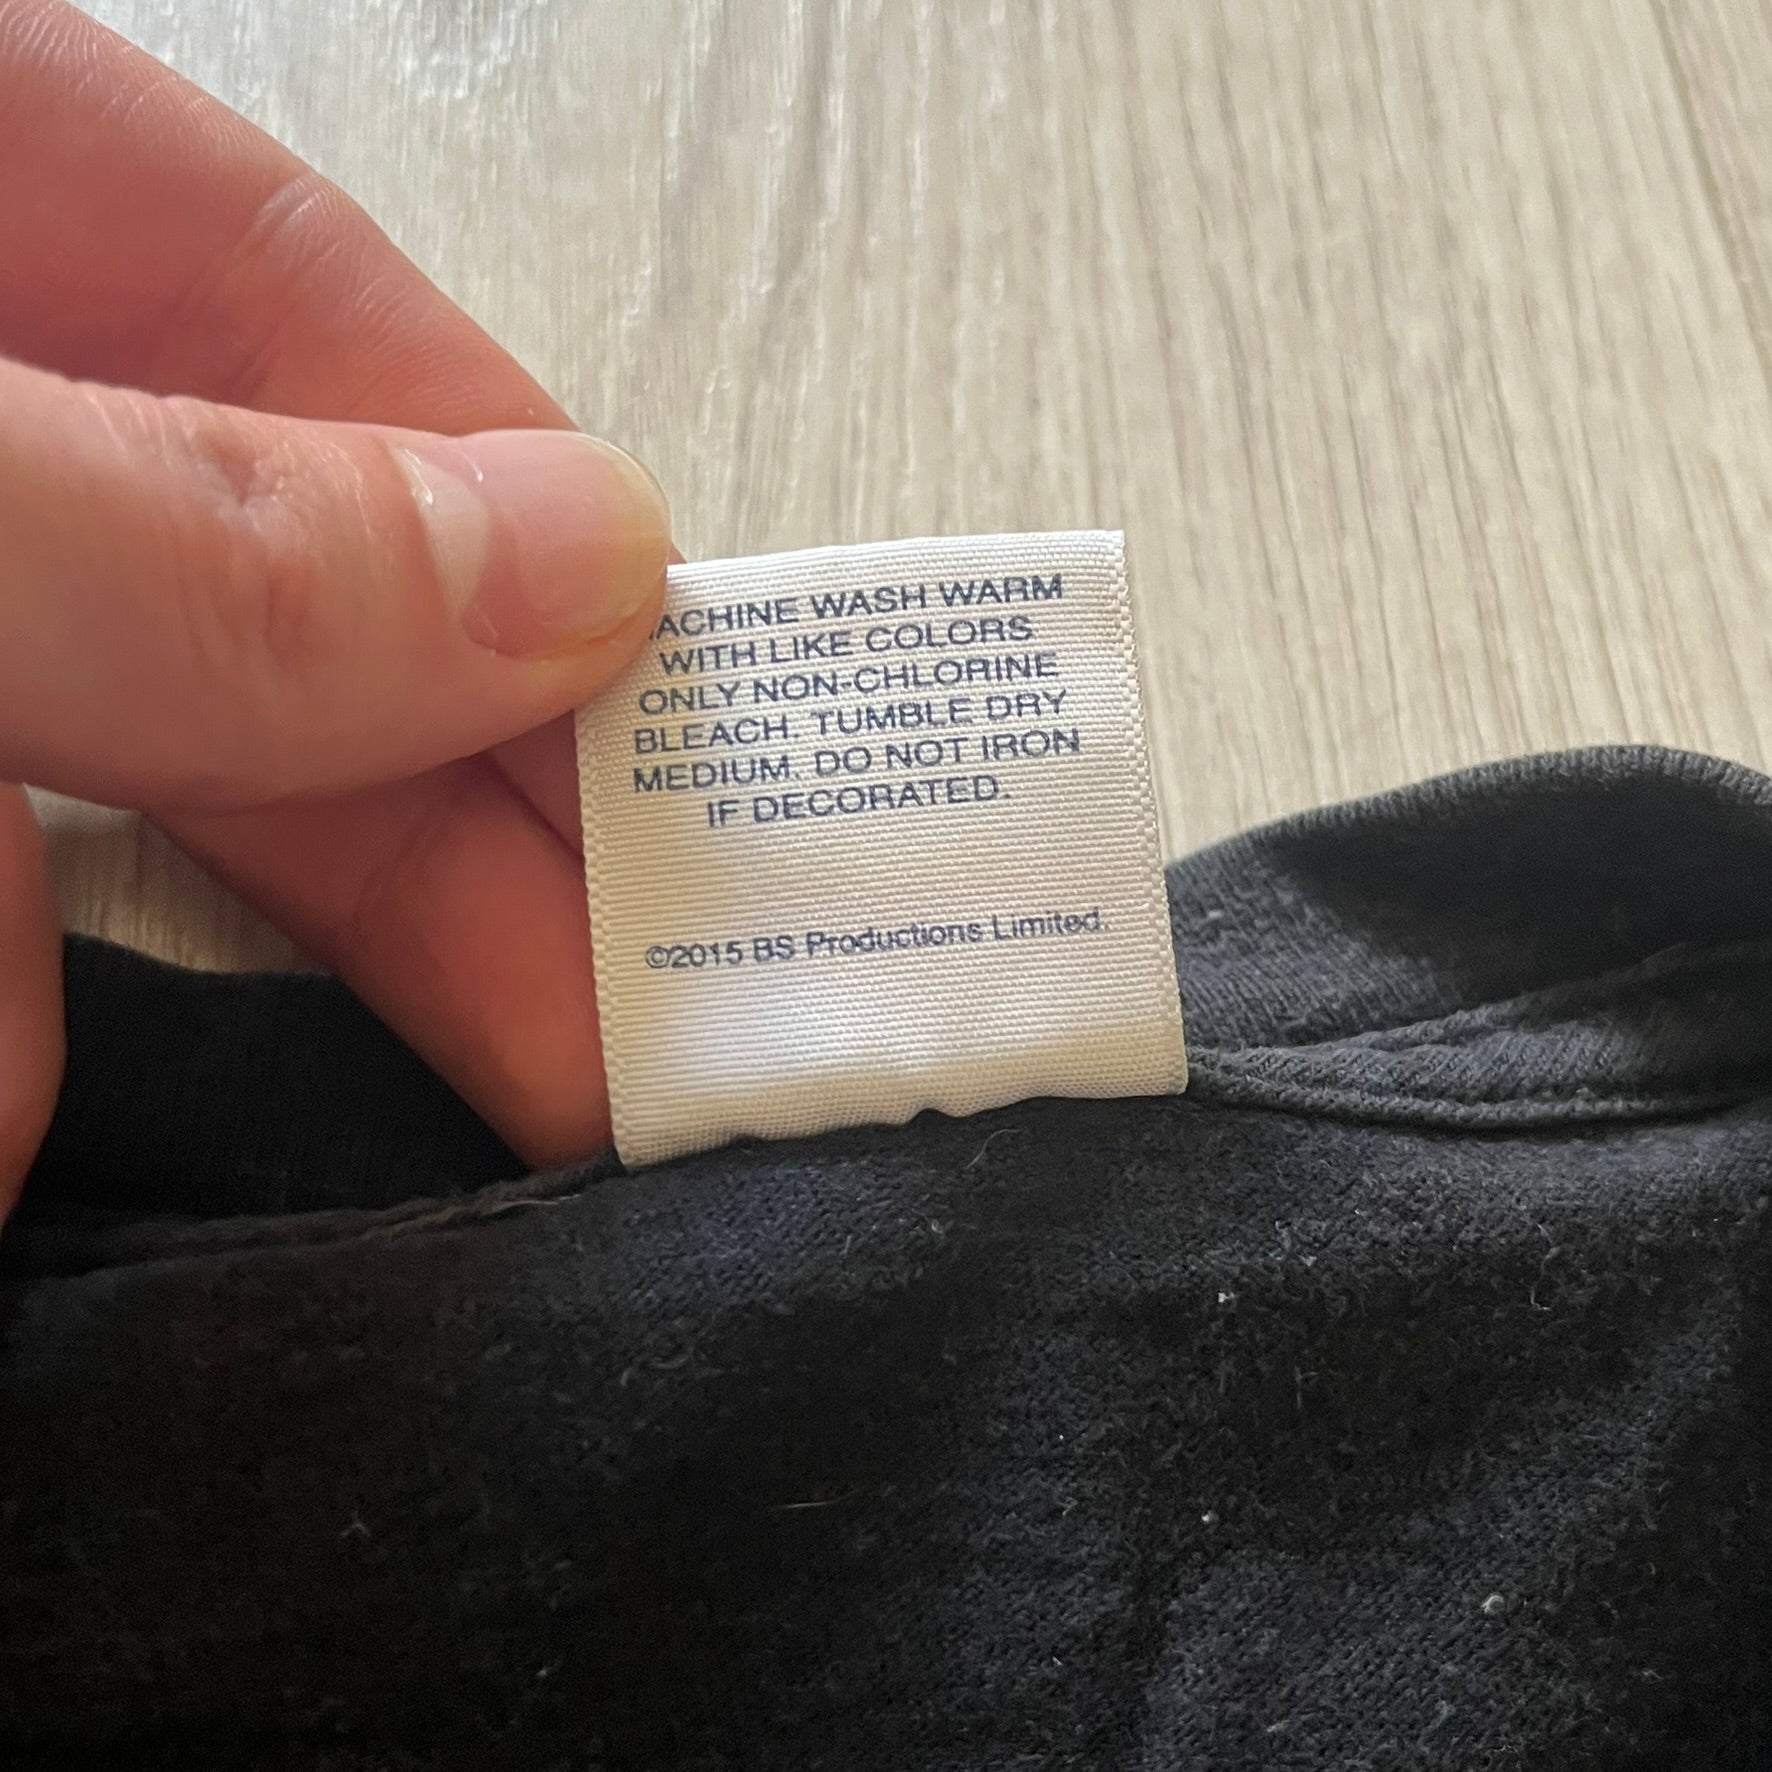 MACHINE WASH WARM
WITH LIKE COLORS
ONLY NON-CHLORINE
BLEACH. TUMBLE DRY
MEDIUM. DO NOT IRON
IF DECORATED.
©2015 BS Productions Limited.